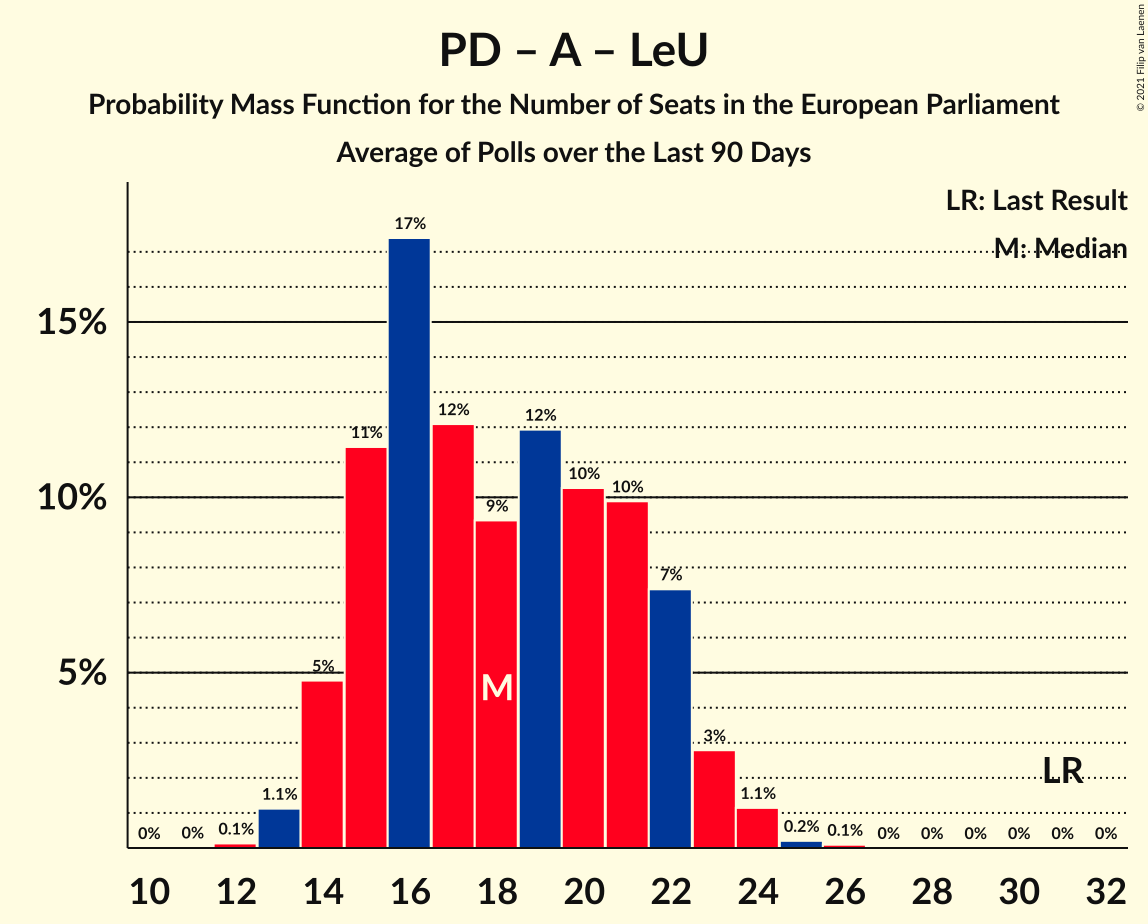 PD – A – LeU
Probability Mass Function for the Number of Seats in the European Parliament
Average of Polls over the Last 90 Days
© 2021 Filip van Laenen
LR: Last Result
M: Median
15%
10%
5%
0%
0%
0.1%
1.1%
5%
11%
17%
12%
9%
12%
10%
10%
7%
3%
1.1%
0.2%
0.1%
0%
0%
0%
0%
0%
0%
M
LR
10 12 14 16 18 20 22 24 26 28 30 32